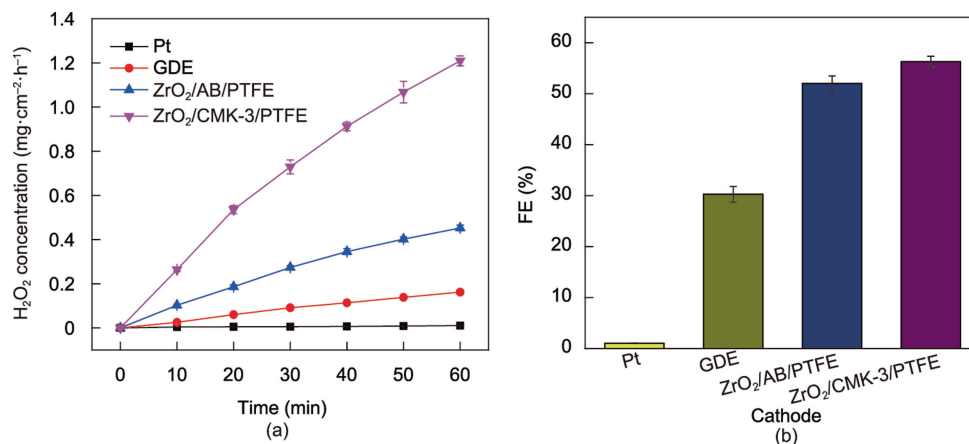 1.4
1.2
1.0
0.8
0.6
0.4
0.2
0
H₂O₂ concentration (mg·cm⁻²·h⁻¹)
Pt
GDE
ZrO₂/AB/PTFE
ZrO₂/CMK-3/PTFE
0 10 20 30 40 50 60
Time (min)
(a)
60
50
40
30
20
10
0
FE (%)
Pt
GDE
ZrO₂/AB/PTFE
ZrO₂/CMK-3/PTFE
Cathode
(b)